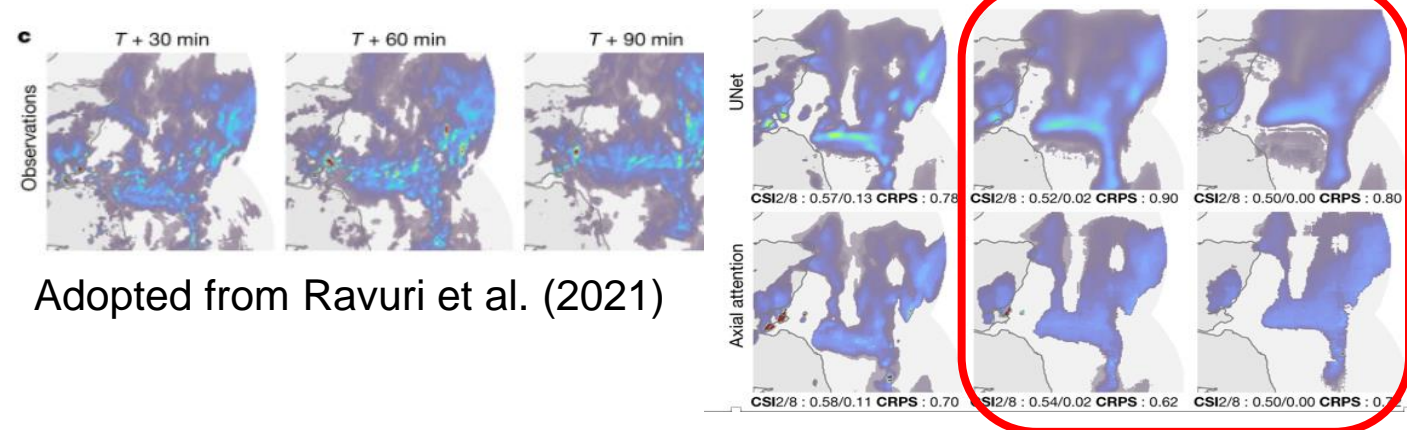 c
T + 30 min
T + 60 min
T + 90 min
Observations
Adopted from Ravuri et al. (2021)
UNet
CSI2/8 : 0.57/0.13 CRPS : 0.78
CSI2/8 : 0.52/0.02 CRPS : 0.90
CSI2/8 : 0.50/0.00 CRPS : 0.80
Axial attention
CSI2/8 : 0.58/0.11 CRPS : 0.70
CSI2/8 : 0.54/0.02 CRPS : 0.62
CSI2/8 : 0.50/0.00 CRPS :